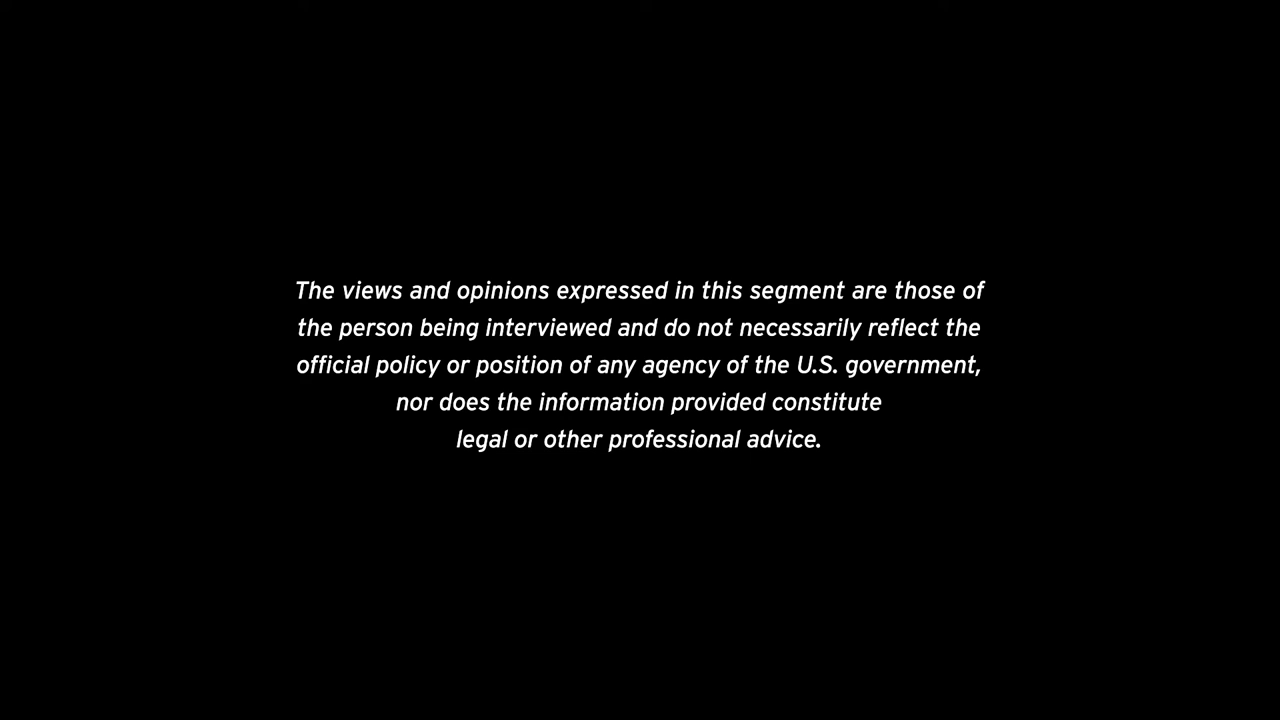 The views and opinions expressed in this segment are those of
the person being interviewed and do not necessarily reflect the
official policy or position of any agency of the U.S. government,
nor does the information provided constitute
legal or other professional advice.